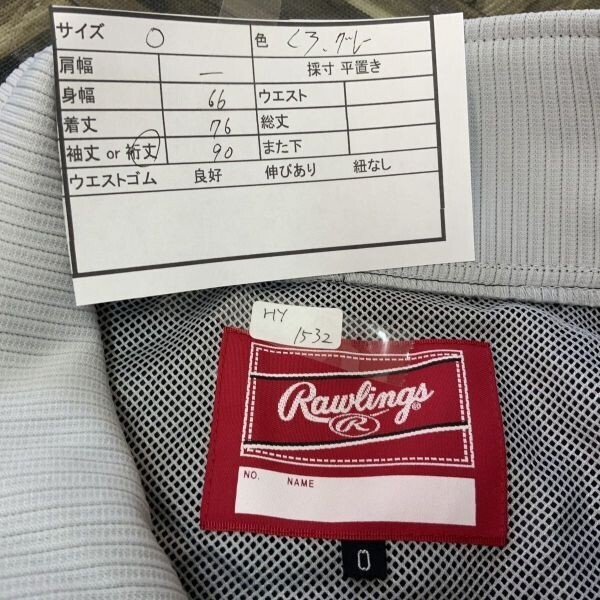 サイズ O 色 くろ、グレー
肩幅 — 採寸 平置き
身幅 66 ウエスト
着丈 76 総丈
袖丈 or 裄丈 90 また下
ウエストゴム 良好 伸びあり 紐なし
HY
1532
Rawlings®
R
NO. NAME
O